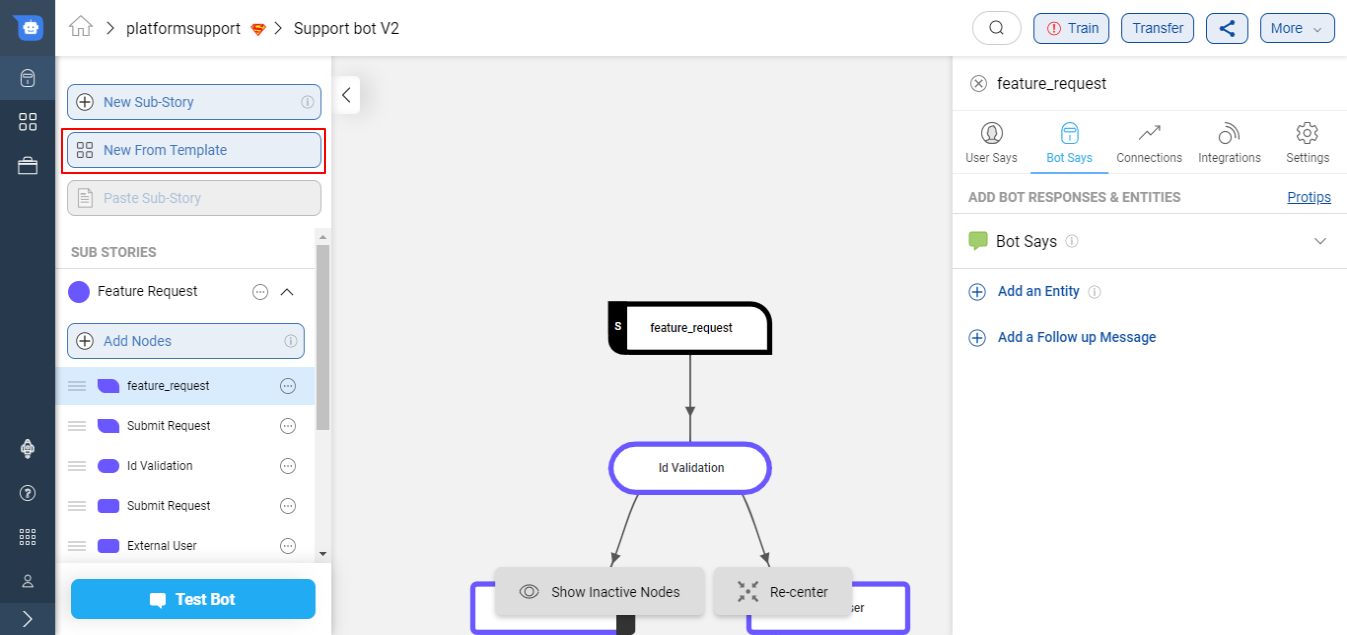 platformsupport
Support bot V2
Train
Transfer
More
New Sub-Story
New From Template
Paste Sub-Story
SUB STORIES
Feature Request
Add Nodes
feature_request
Submit Request
Id Validation
Submit Request
External User
Test Bot
S
feature_request
Id Validation
Show Inactive Nodes
Re-center
ser
feature_request
User Says
Bot Says
Connections
Integrations
Settings
ADD BOT RESPONSES & ENTITIES
Protips
Bot Says
Add an Entity
Add a Follow up Message